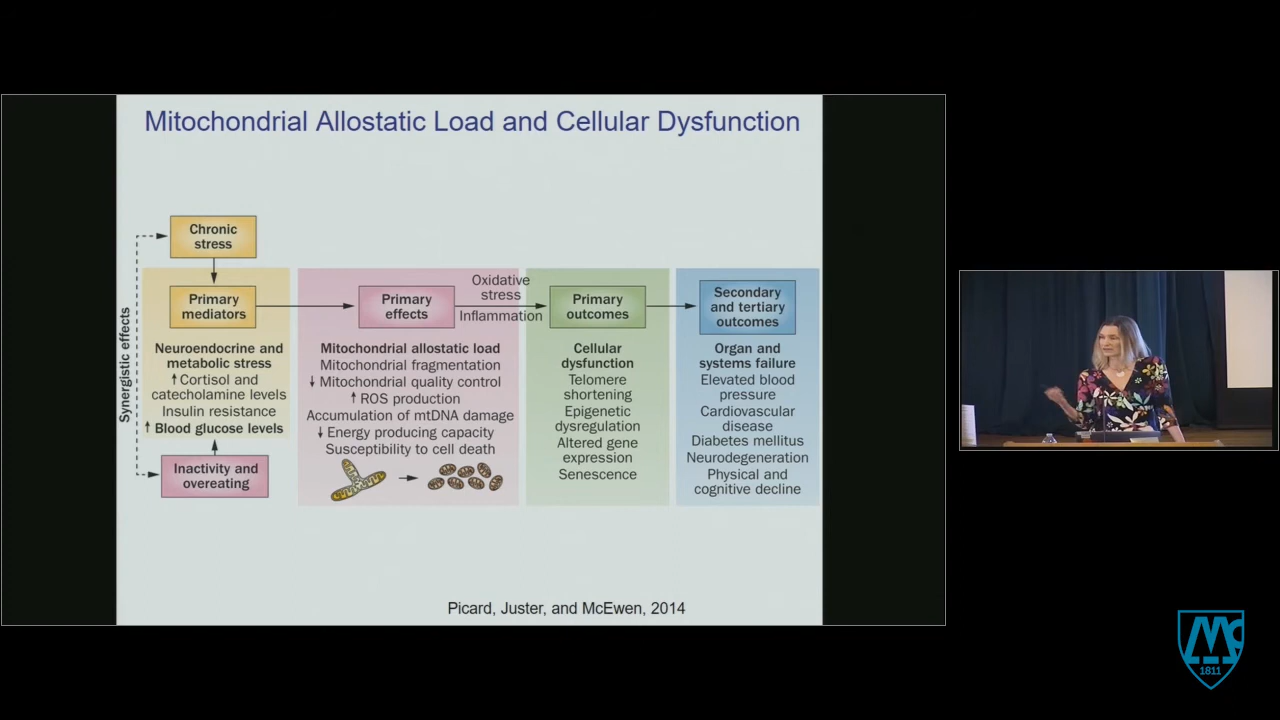 Mitochondrial Allostatic Load and Cellular Dysfunction
Synergistic effects
Chronic
stress
Primary
mediators
Neuroendocrine and
metabolic stress
↑Cortisol and
catecholamine levels
Insulin resistance
↑ Blood glucose levels
Inactivity and
overeating
Primary
effects
Mitochondrial allostatic load
Mitochondrial fragmentation
↓ Mitochondrial quality control
↑ ROS production
Accumulation of mtDNA damage
↓ Energy producing capacity
Susceptibility to cell death
Oxidative
stress
Inflammation
Primary
outcomes
Cellular
dysfunction
Telomere
shortening
Epigenetic
dysregulation
Altered gene
expression
Senescence
Secondary
and tertiary
outcomes
Organ and
systems failure
Elevated blood
pressure
Cardiovascular
disease
Diabetes mellitus
Neurodegeneration
Physical and
cognitive decline
Picard, Juster, and McEwen, 2014
Mc
1811